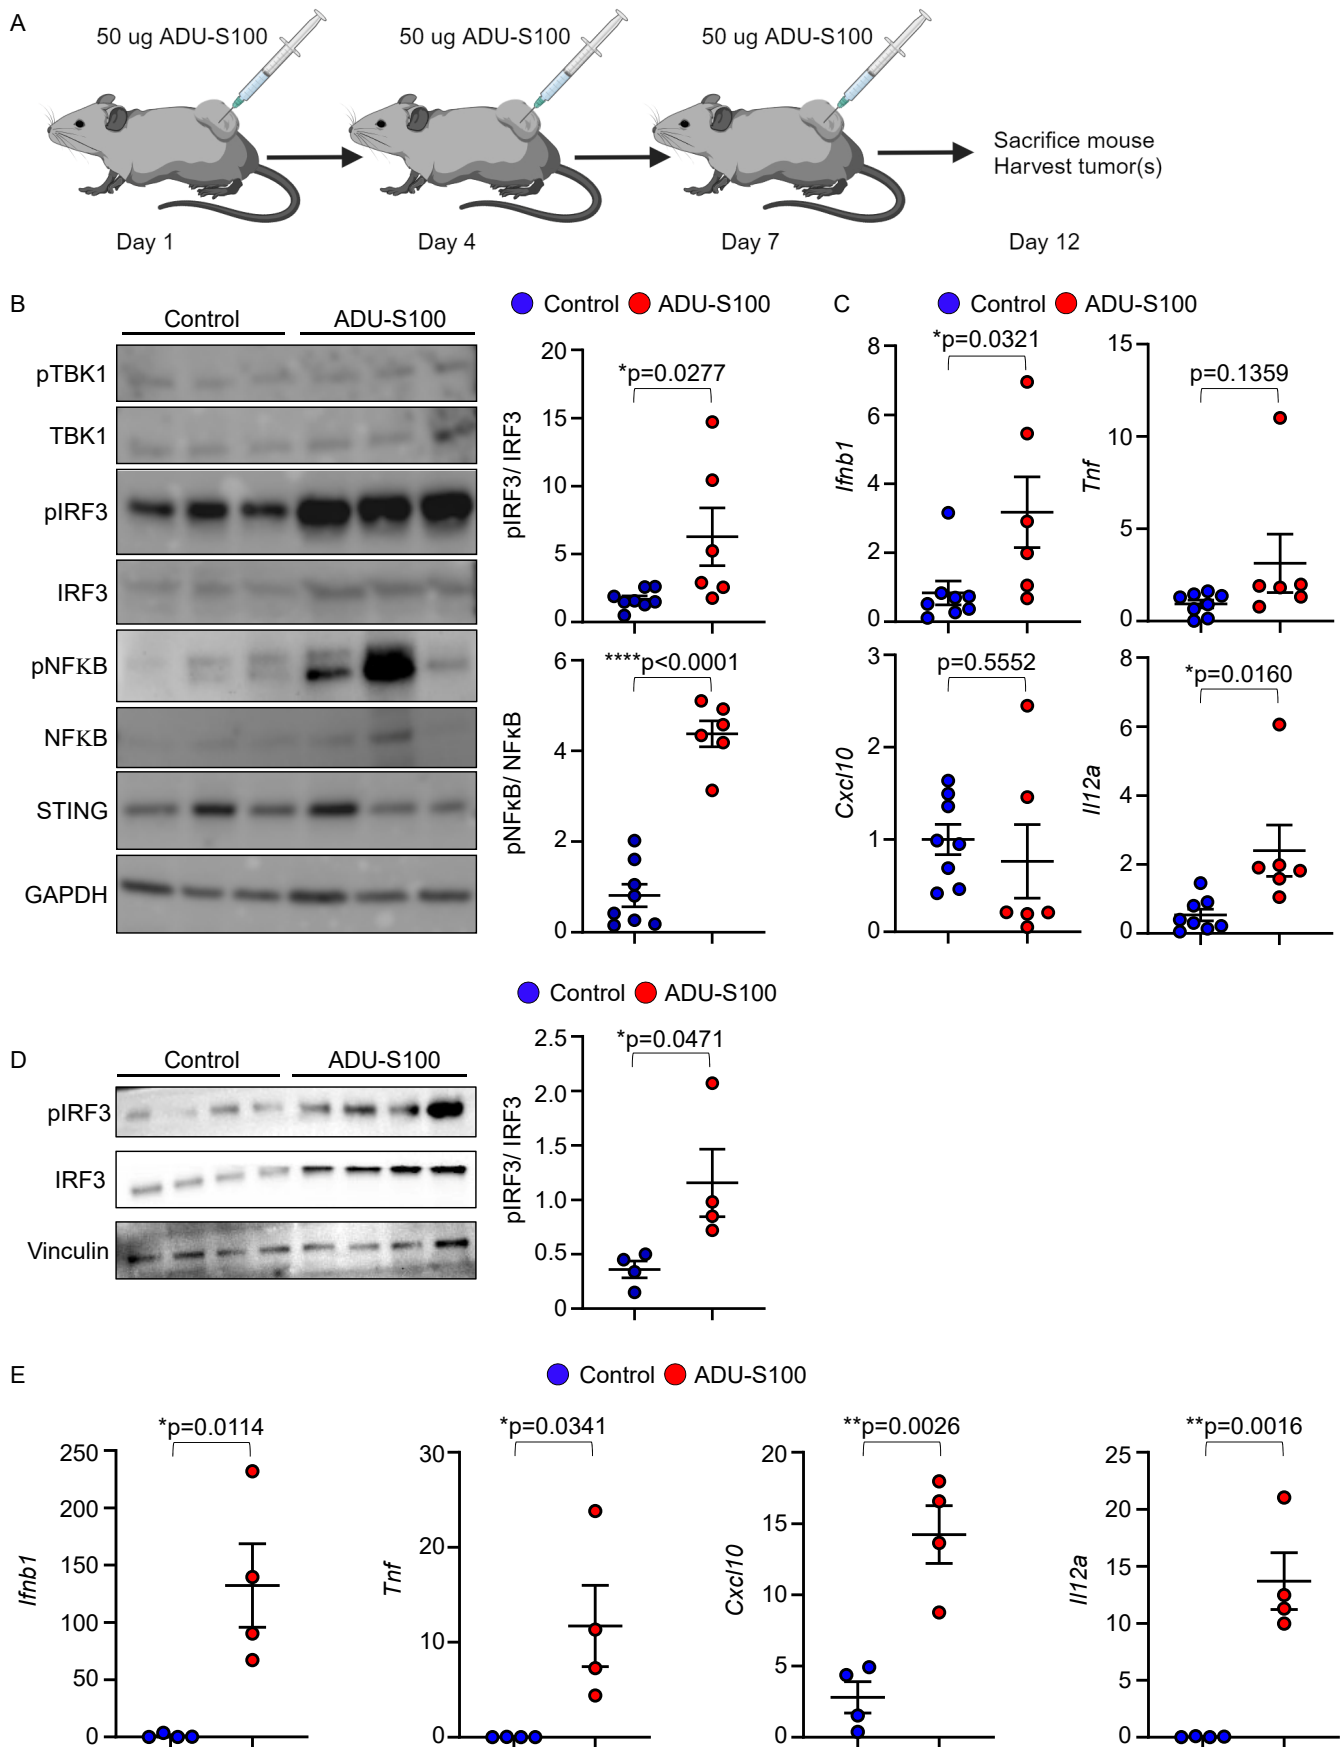 A
50 ug ADU-S100
50 ug ADU-S100
50 ug ADU-S100
Sacrifice mouse
Harvest tumor(s)
Day 1
Day 4
Day 7
Day 12
B
Control
ADU-S100
pTBK1
TBK1
pIRF3
IRF3
pNFKB
NFKB
STING
GAPDH
Control
ADU-S100
20
15
10
5
0
pIRF3/ IRF3
*p=0.0277
6
4
2
0
pNFκB/ NFκB
****p<0.0001
C
Control
ADU-S100
8
6
4
2
0
Ifnb1
*p=0.0321
15
10
5
0
Tnf
p=0.1359
3
2
1
0
Cxcl10
p=0.5552
8
6
4
2
0
Il12a
*p=0.0160
D
Control
ADU-S100
pIRF3
IRF3
Vinculin
Control
ADU-S100
2.5
2.0
1.5
1.0
0.5
0
pIRF3/ IRF3
*p=0.0471
E
Control
ADU-S100
250
200
150
100
50
0
Ifnb1
*p=0.0114
30
20
10
0
Tnf
*p=0.0341
20
15
10
5
0
Cxcl10
**p=0.0026
25
20
15
10
5
0
Il12a
**p=0.0016